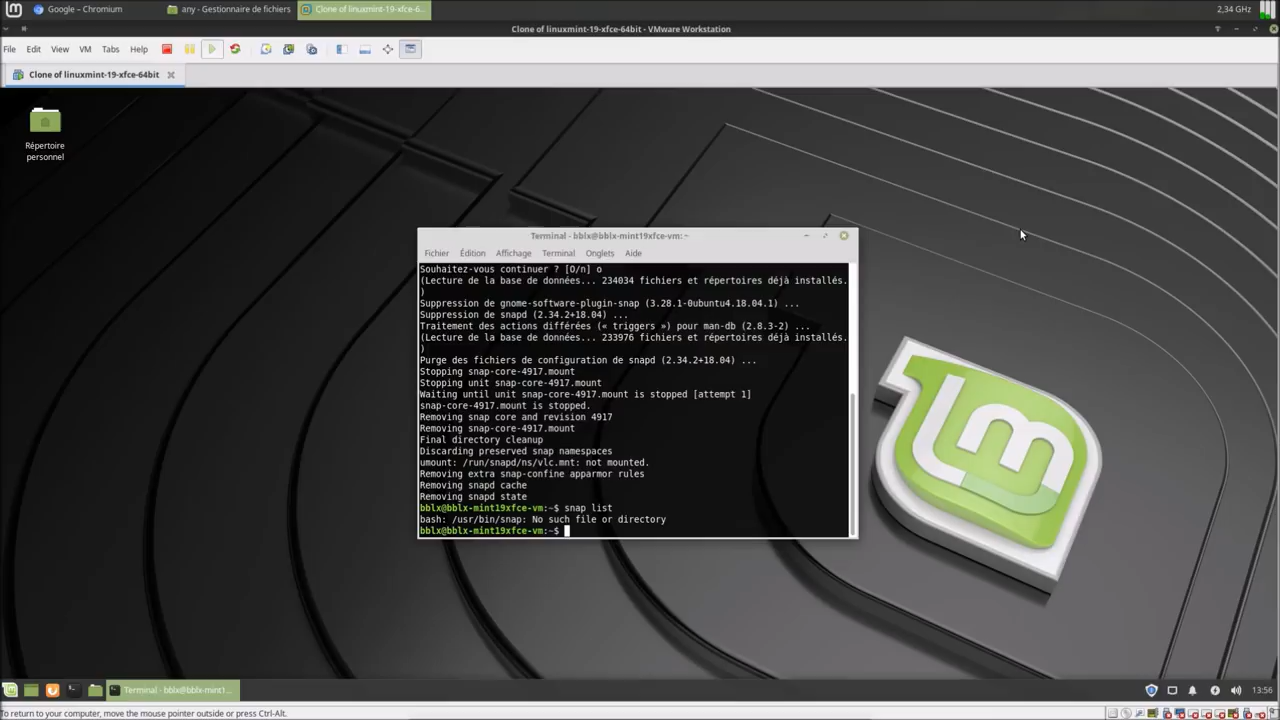 Google - Chromium
any - Gestionnaire de fichiers
Clone of linuxmint-19-xfce-6...
2,34 GHz
Clone of linuxmint-19-xfce-64bit - VMware Workstation
File Edit View VM Tabs Help
Clone of linuxmint-19-xfce-64bit
Répertoire
personnel
Terminal - bblx@bblx-mint19xfce-vm: ~
Fichier Édition Affichage Terminal Onglets Aide
Souhaitez-vous continuer ? [O/n] o
(Lecture de la base de données... 234034 fichiers et répertoires déjà installés.
)
Suppression de gnome-software-plugin-snap (3.28.1-0ubuntu4.18.04.1) ...
Suppression de snapd (2.34.2+18.04) ...
Traitement des actions différées (« triggers ») pour man-db (2.8.3-2) ...
(Lecture de la base de données... 233976 fichiers et répertoires déjà installés.
)
Purge des fichiers de configuration de snapd (2.34.2+18.04) ...
Stopping snap-core-4917.mount
Stopping unit snap-core-4917.mount
Waiting until unit snap-core-4917.mount is stopped [attempt 1]
snap-core-4917.mount is stopped.
Removing snap core and revision 4917
Removing snap-core-4917.mount
Final directory cleanup
Discarding preserved snap namespaces
umount: /run/snapd/ns/vlc.mnt: not mounted.
Removing extra snap-confine apparmor rules
Removing snapd cache
Removing snapd state
bblx@bblx-mint19xfce-vm:~$ snap list
bash: /usr/bin/snap: No such file or directory
bblx@bblx-mint19xfce-vm:~$
Terminal - bblx@bblx-mint1...
13:56
To return to your computer, move the mouse pointer outside or press Ctrl-Alt.